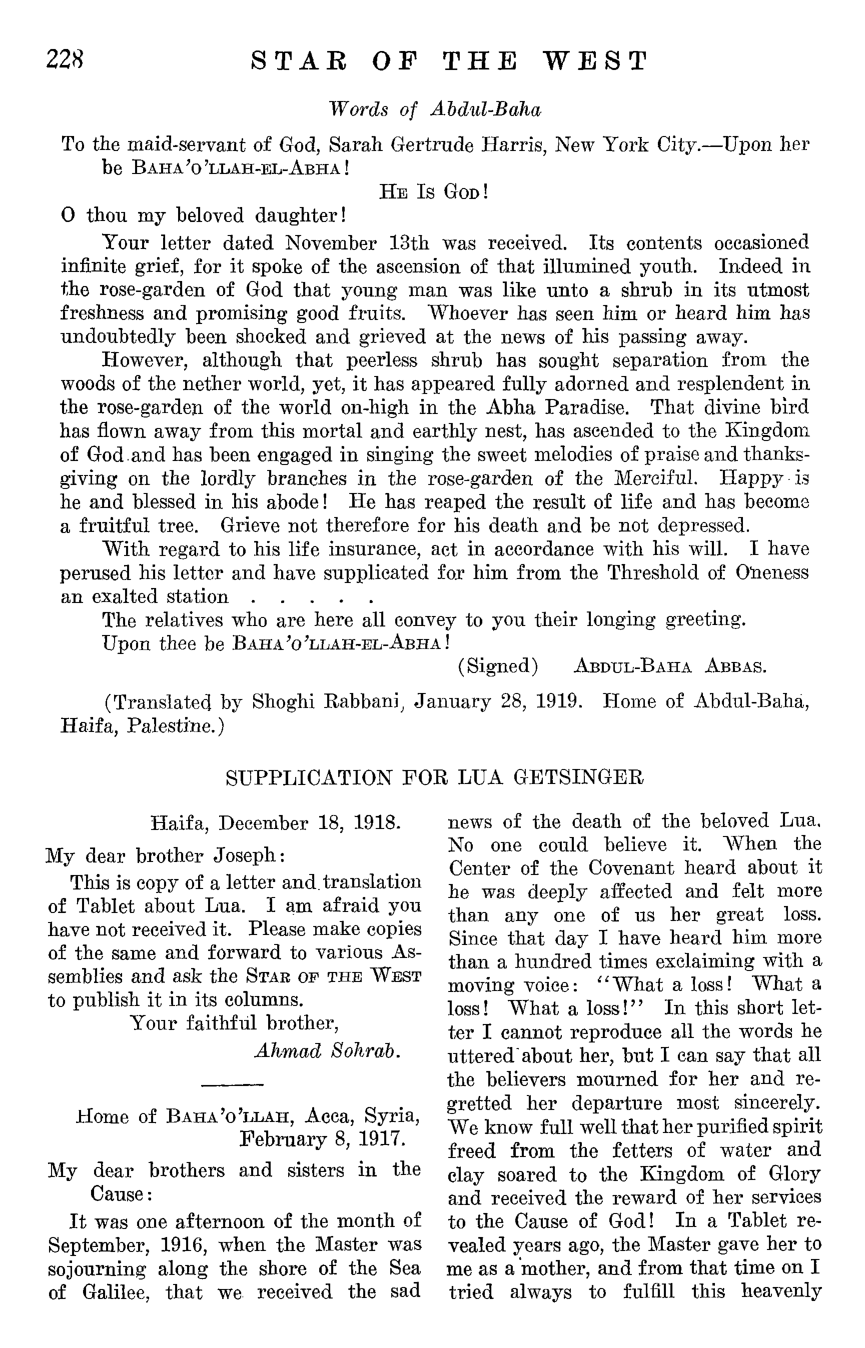 228 STAR OF THE WEST
Words of Abdul-Baha
To the maid-servant of God, Sarah Gertrude Harris, New York City.—Upon her
be BAHA'O'LLAH-EL-ABHA!
HE IS GOD!
O thou my beloved daughter!
Your letter dated November 13th was received. Its contents occasioned
infinite grief, for it spoke of the ascension of that illumined youth. Indeed in
the rose-garden of God that young man was like unto a shrub in its utmost
freshness and promising good fruits. Whoever has seen him or heard him has
undoubtedly been shocked and grieved at the news of his passing away.
However, although that peerless shrub has sought separation from the
woods of the nether world, yet, it has appeared fully adorned and resplendent in
the rose-garden of the world on-high in the Abha Paradise. That divine bird
has flown away from this mortal and earthly nest, has ascended to the Kingdom
of God and has been engaged in singing the sweet melodies of praise and thanks-
giving on the lordly branches in the rose-garden of the Merciful. Happy is
he and blessed in his abode! He has reaped the result of life and has become
a fruitful tree. Grieve not therefore for his death and be not depressed.
With regard to his life insurance, act in accordance with his will. I have
perused his letter and have supplicated for him from the Threshold of Oneness
an exalted station . . . . .
The relatives who are here all convey to you their longing greeting.
Upon thee be BAHA'O'LLAH-EL-ABHA!
(Signed) ABDUL-BAHA ABBAS.
(Translated by Shoghi Rabbani, January 28, 1919. Home of Abdul-Baha,
Haifa, Palestine.)
SUPPLICATION FOR LUA GETSINGER
Haifa, December 18, 1918.
My dear brother Joseph:
This is copy of a letter and translation
of Tablet about Lua. I am afraid you
have not received it. Please make copies
of the same and forward to various As-
semblies and ask the STAR OF THE WEST
to publish it in its columns.
Your faithful brother,
Ahmad Sohrab.
Home of BAHA'O'LLAH, Acca, Syria,
February 8, 1917.
My dear brothers and sisters in the
Cause:
It was one afternoon of the month of
September, 1916, when the Master was
sojourning along the shore of the Sea
of Galilee, that we received the sad
news of the death of the beloved Lua.
No one could believe it. When the
Center of the Covenant heard about it
he was deeply affected and felt more
than any one of us her great loss.
Since that day I have heard him more
than a hundred times exclaiming with a
moving voice: "What a loss! What a
loss! What a loss!" In this short let-
ter I cannot reproduce all the words he
uttered about her, but I can say that all
the believers mourned for her and re-
gretted her departure most sincerely.
We know full well that her purified spirit
freed from the fetters of water and
clay soared to the Kingdom of Glory
and received the reward of her services
to the Cause of God! In a Tablet re-
vealed years ago, the Master gave her to
me as a mother, and from that time on I
tried always to fulfill this heavenly